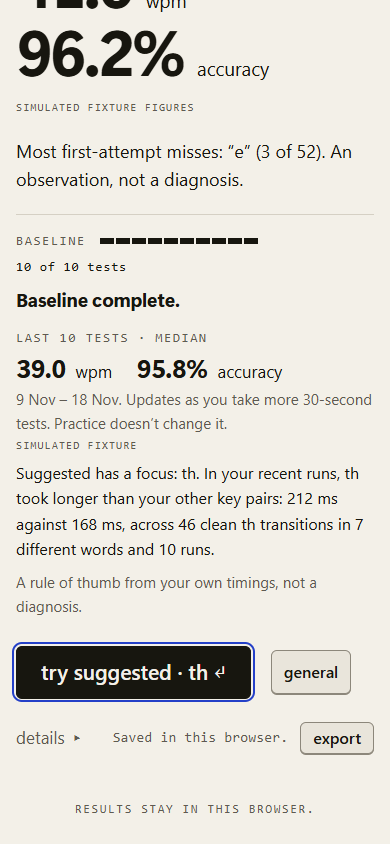 wpm
96.2% accuracy
SIMULATED FIXTURE FIGURES
Most first-attempt misses: “e” (3 of 52). An
observation, not a diagnosis.
BASELINE
10 of 10 tests
Baseline complete.
LAST 10 TESTS · MEDIAN
39.0 wpm 95.8% accuracy
9 Nov – 18 Nov. Updates as you take more 30-second
tests. Practice doesn’t change it.
SIMULATED FIXTURE
Suggested has a focus: th. In your recent runs, th
took longer than your other key pairs: 212 ms
against 168 ms, across 46 clean th transitions in 7
different words and 10 runs.
A rule of thumb from your own timings, not a
diagnosis.
try suggested · th ↵
general
details ▸ Saved in this browser. export
RESULTS STAY IN THIS BROWSER.